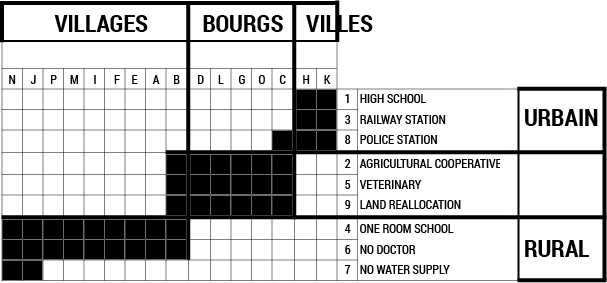 VILLAGES BOURGS VILLES
N J P M I F E A B D L G O C H K
1 HIGH SCHOOL
3 RAILWAY STATION URBAIN
8 POLICE STATION
2 AGRICULTURAL COOPERATIVE
5 VETERINARY
9 LAND REALLOCATION
4 ONE ROOM SCHOOL
6 NO DOCTOR RURAL
7 NO WATER SUPPLY